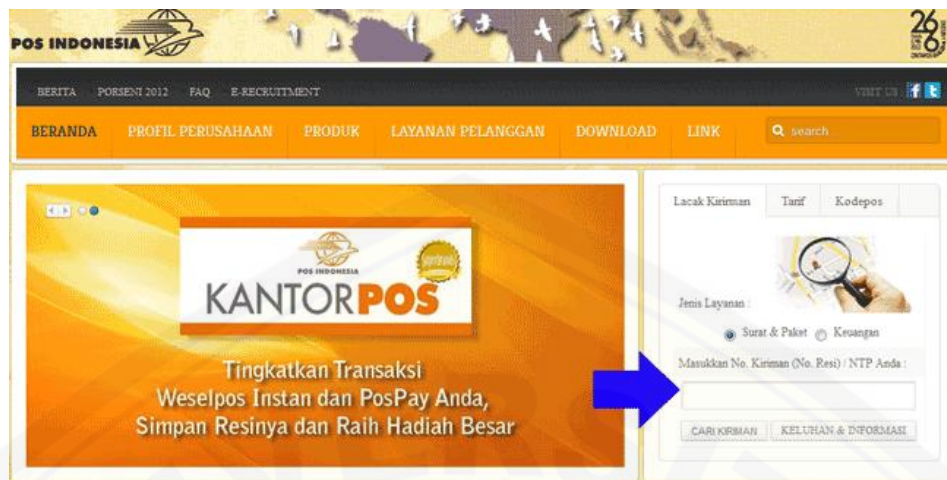 POS INDONESIA
BERITA PORSENI 2012 FAQ E-RECRUITMENT VISIT US
BERANDA PROFIL PERUSAHAAN PRODUK LAYANAN PELANGGAN DOWNLOAD LINK search
Lacak Kiriman Tarif Kodepos
POS INDONESIA
KANTORPOS
Tingkatkan Transaksi
Weselpos Instan dan PosPay Anda,
Simpan Resinya dan Raih Hadiah Besar
Jenis Layanan :
Surat & Paket Keuangan
Masukkan No. Kiriman (No. Resi) / NTP Anda :
CARI KIRIMAN KELUHAN & INFORMASI